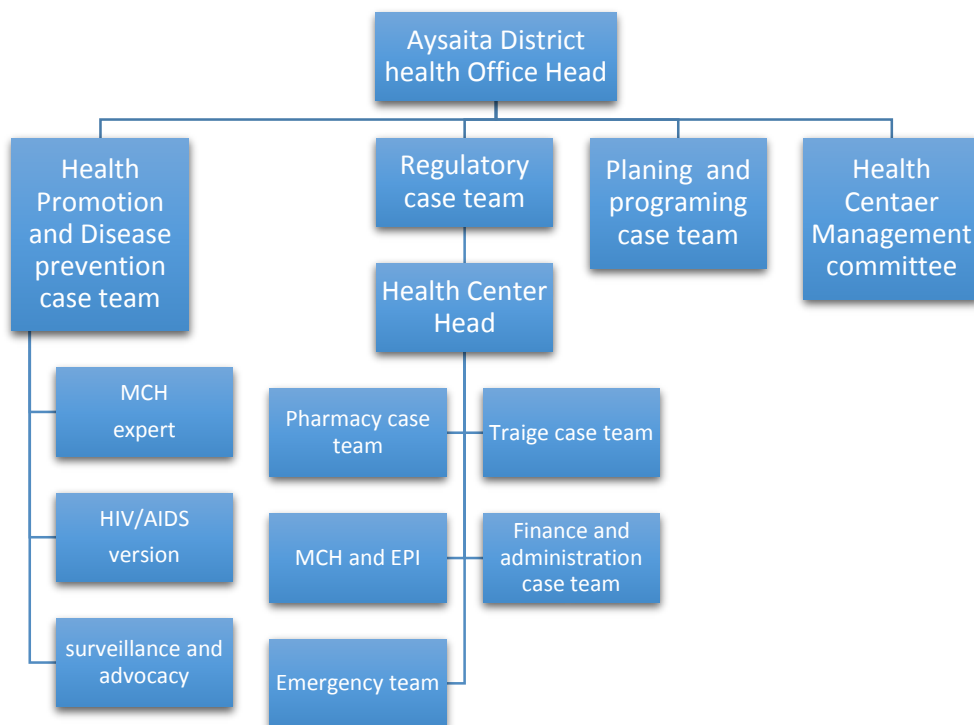 Aysaita District
health Office Head
Health
Promotion
and Disease
prevention
case team
Regulatory
case team
Planing and
programing
case team
Health
Centaer
Management
committee
Health Center
Head
MCH
expert
HIV/AIDS
version
surveillance and
advocacy
Pharmacy case
team
Traige case team
MCH and EPI
Finance and
administration
case team
Emergency team